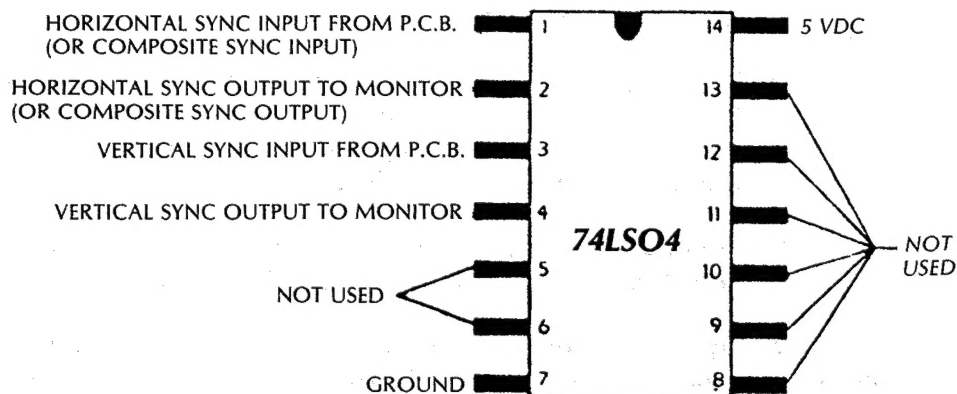 HORIZONTAL SYNC INPUT FROM P.C.B.
(OR COMPOSITE SYNC INPUT)
1
14
5 VDC
HORIZONTAL SYNC OUTPUT TO MONITOR
(OR COMPOSITE SYNC OUTPUT)
2
13
VERTICAL SYNC INPUT FROM P.C.B.
3
12
VERTICAL SYNC OUTPUT TO MONITOR
4
11
74LSO4
NOT
USED
5
10
NOT USED
6
9
GROUND
7
8